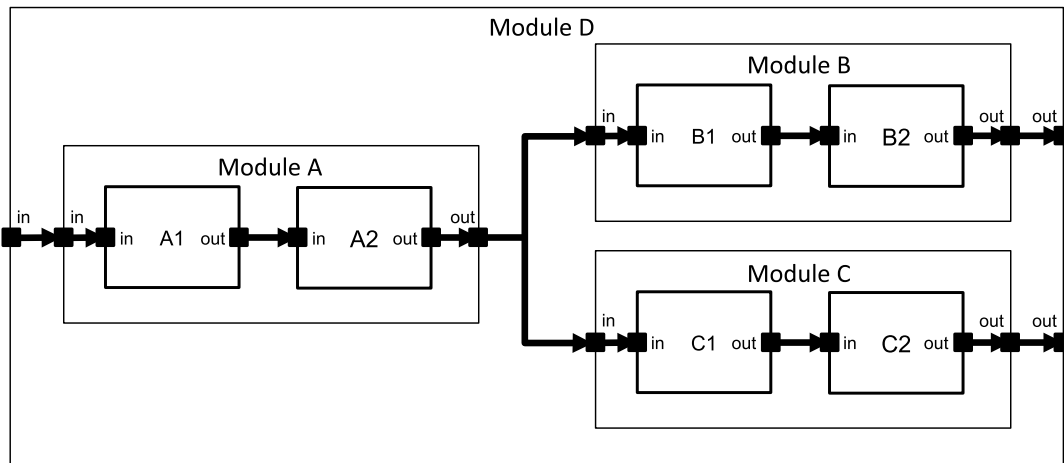 Module D
Module B
in
out
out
in B1 out
in B2 out
Module A
in
in
out
in A1 out
in A2 out
Module C
in
out
out
in C1 out
in C2 out